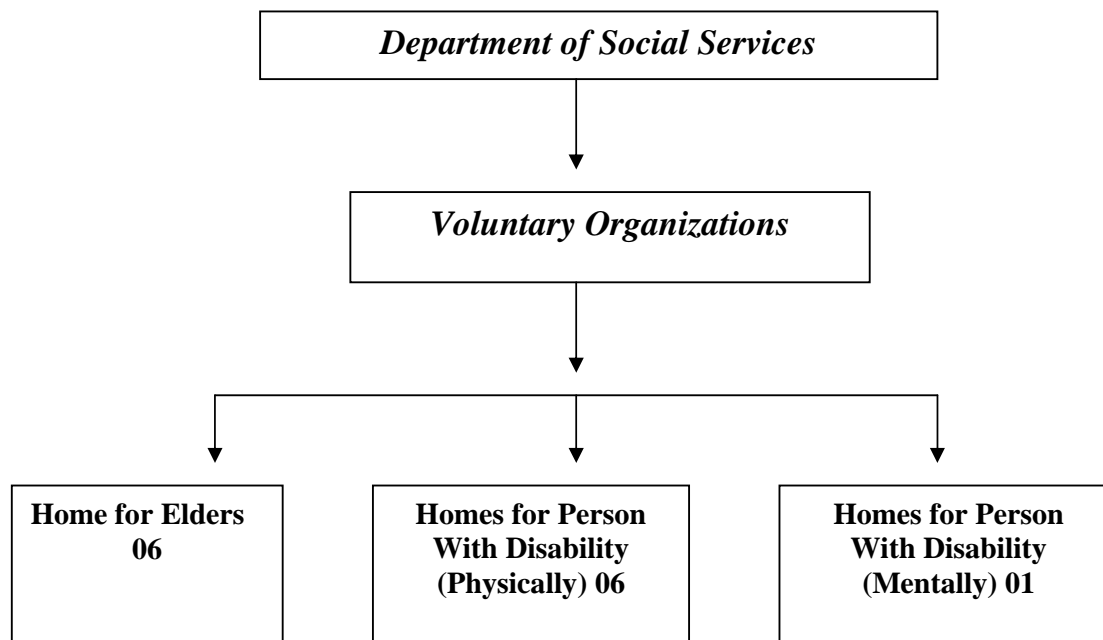 Department of Social Services
Voluntary Organizations
Home for Elders
06
Homes for Person
With Disability
(Physically) 06
Homes for Person
With Disability
(Mentally) 01